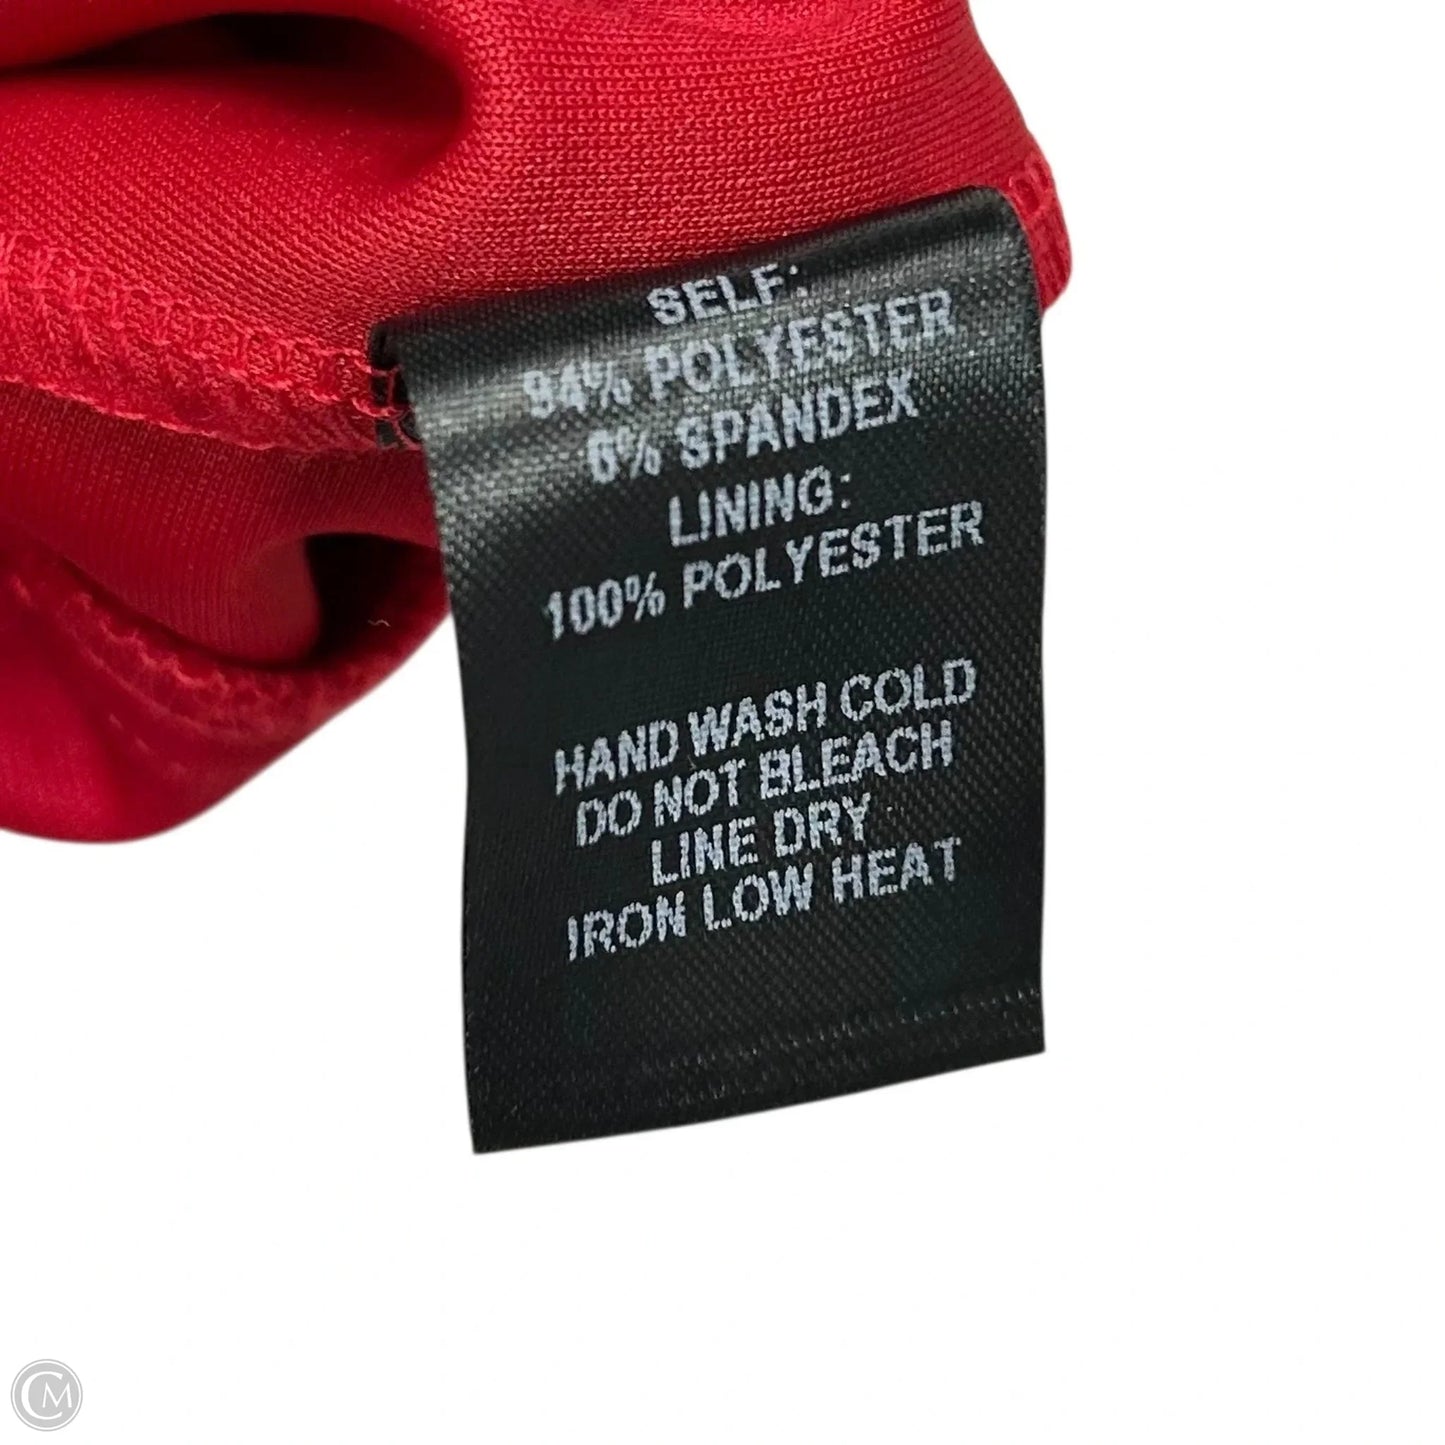 SELF:
94% POLYESTER
6% SPANDEX
LINING:
100% POLYESTER
HAND WASH COLD
DO NOT BLEACH
LINE DRY
IRON LOW HEAT
CM